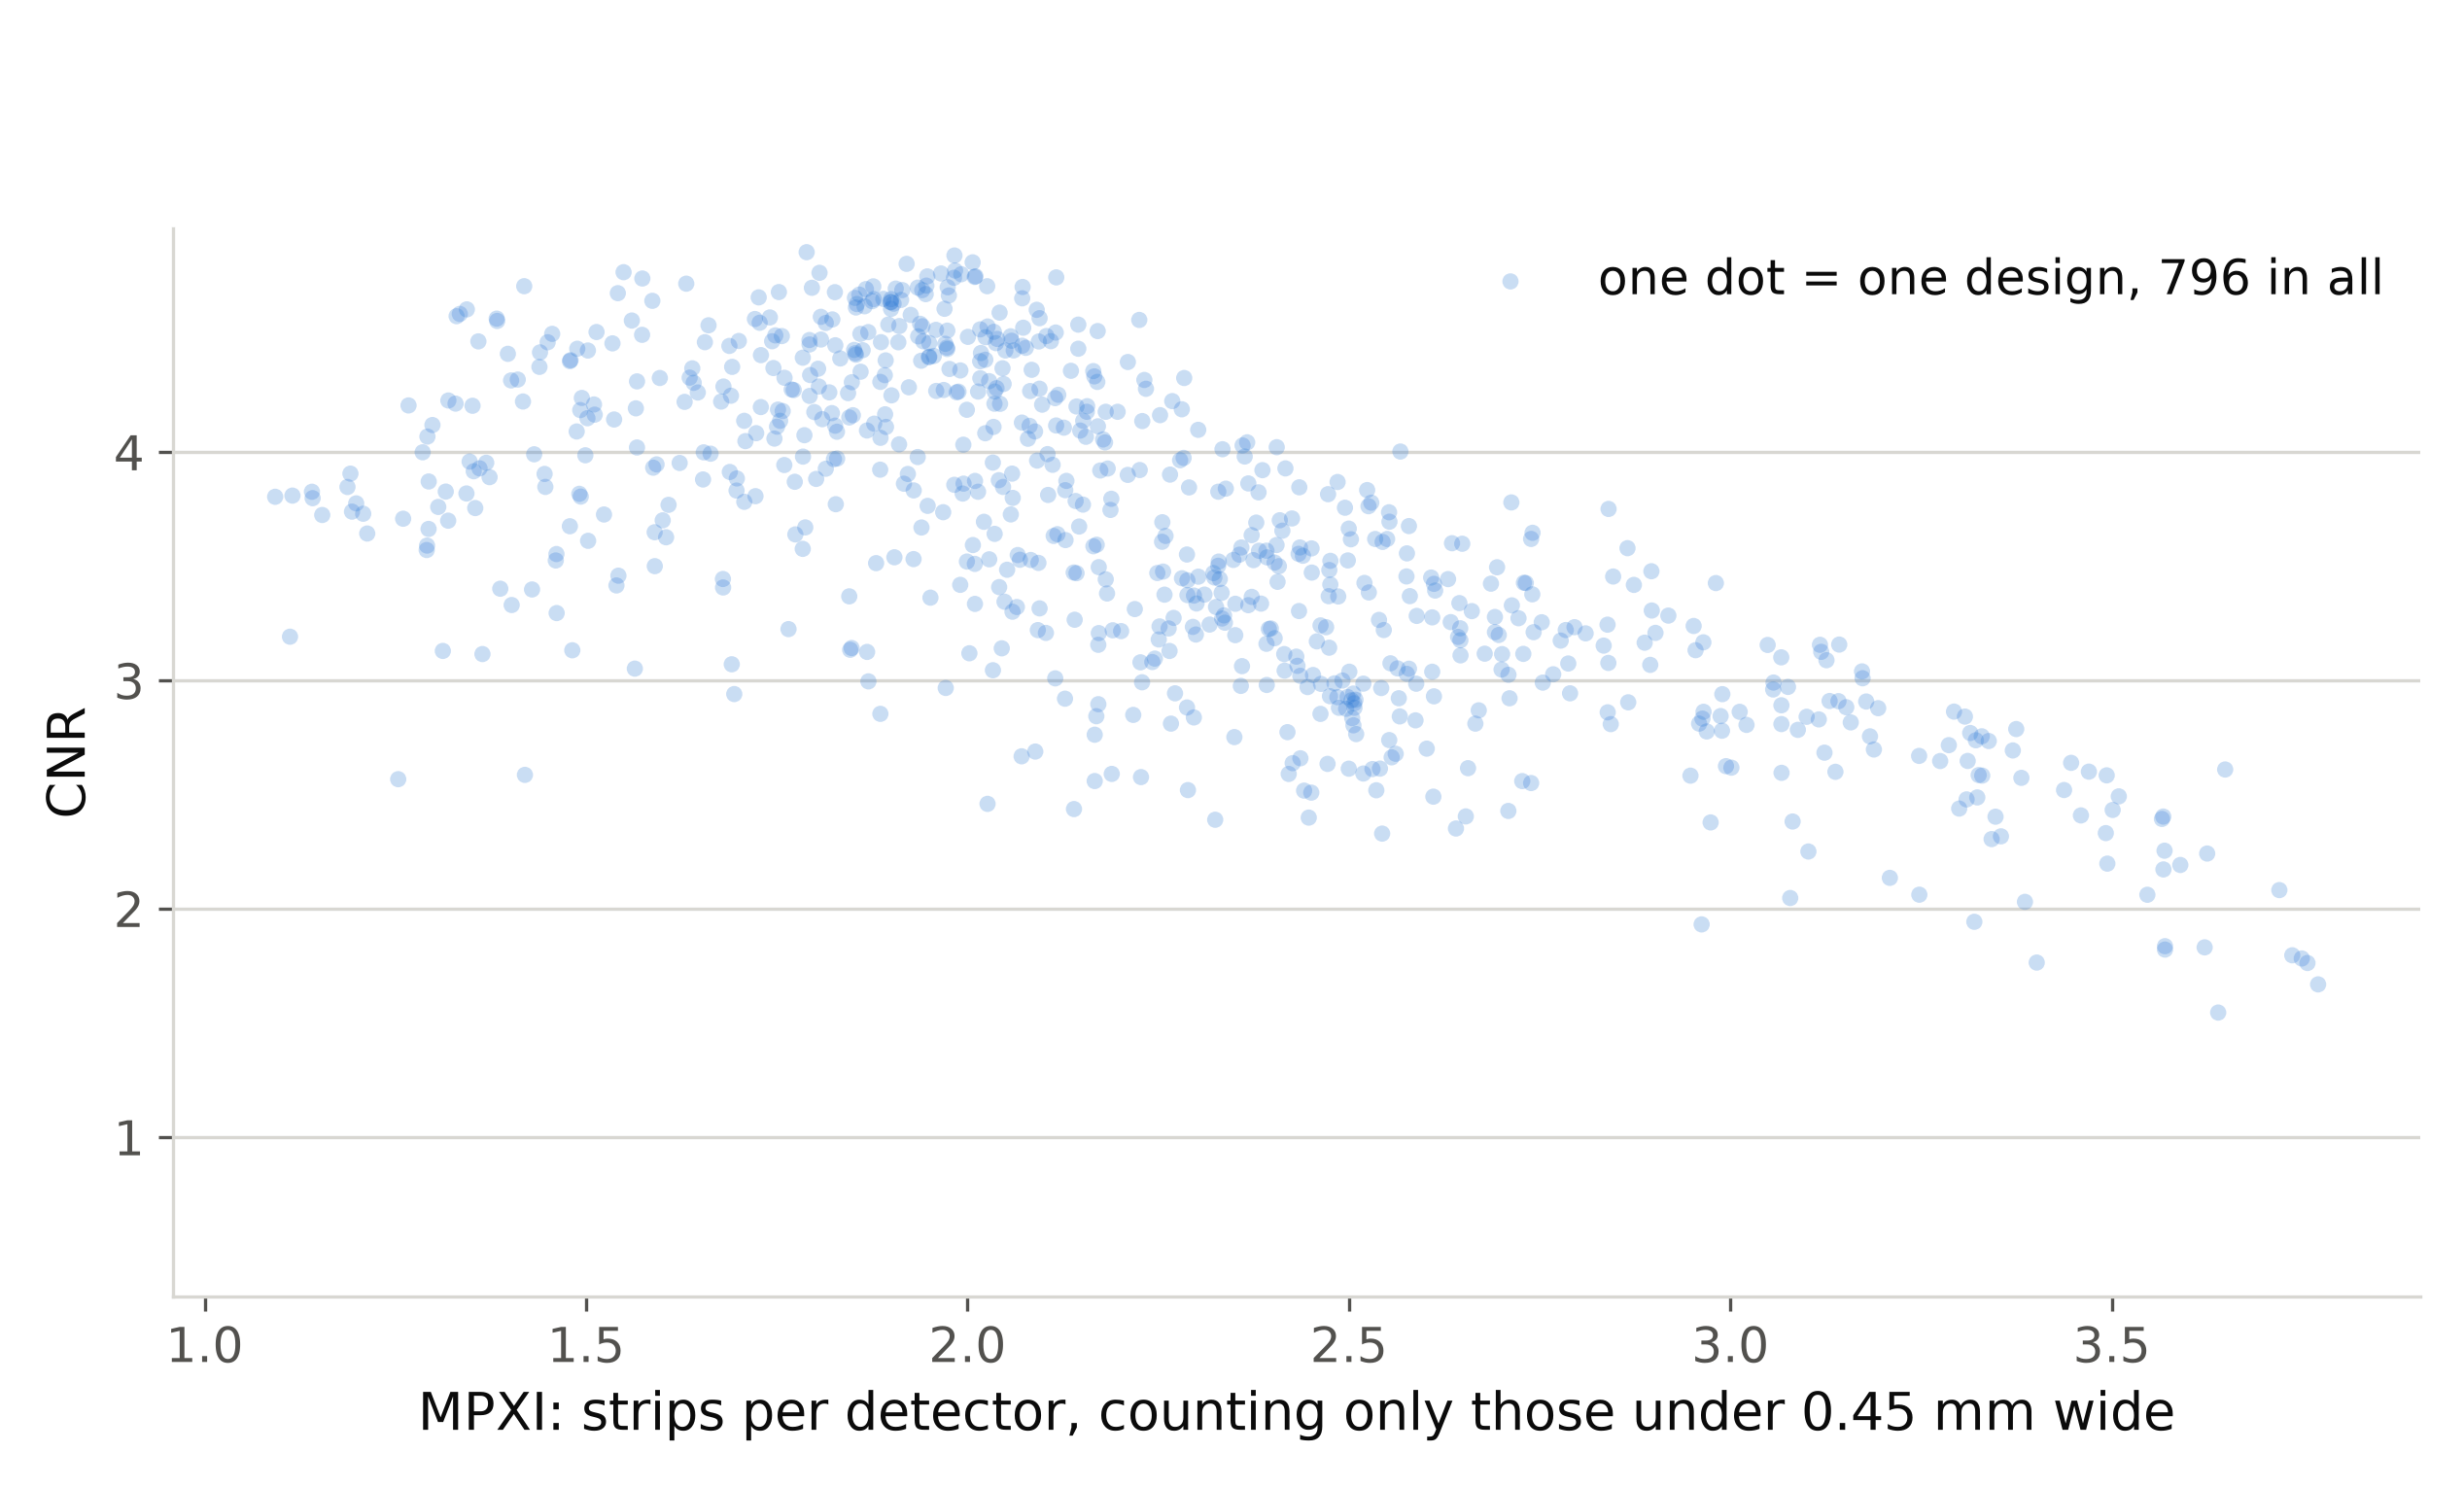 one dot = one design, 796 in all
CNR
4
3
2
1
1.0 1.5 2.0 2.5 3.0 3.5
MPXI: strips per detector, counting only those under 0.45 mm wide